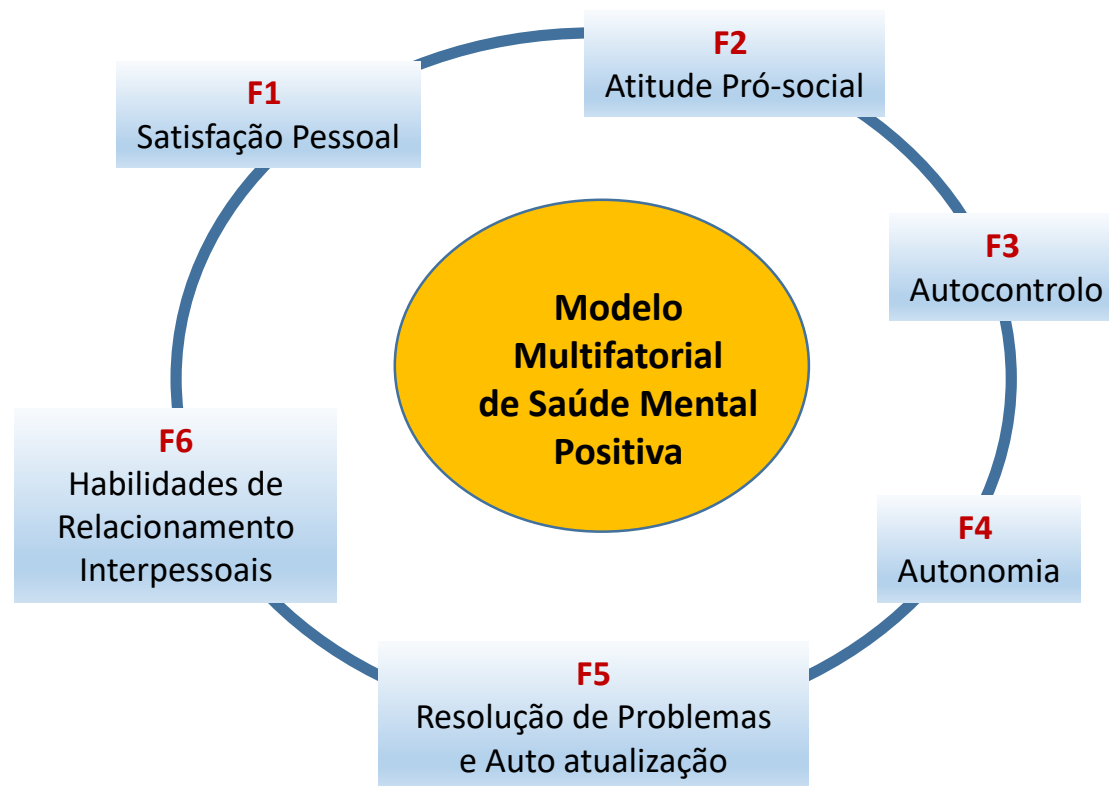 F1
Satisfação Pessoal
F2
Atitude Pró-social
F3
Autocontrolo
Modelo
Multifatorial
de Saúde Mental
Positiva
F4
Autonomia
F5
Resolução de Problemas
e Auto atualização
F6
Habilidades de
Relacionamento
Interpessoais